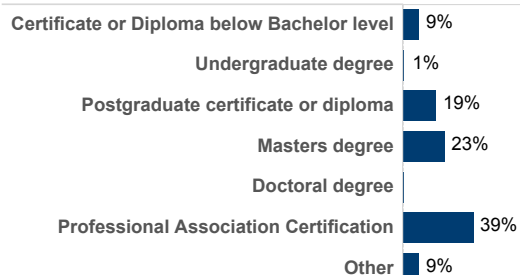 Certificate or Diploma below Bachelor level 9%
Undergraduate degree 1%
Postgraduate certificate or diploma 19%
Masters degree 23%
Doctoral degree
Professional Association Certification 39%
Other 9%